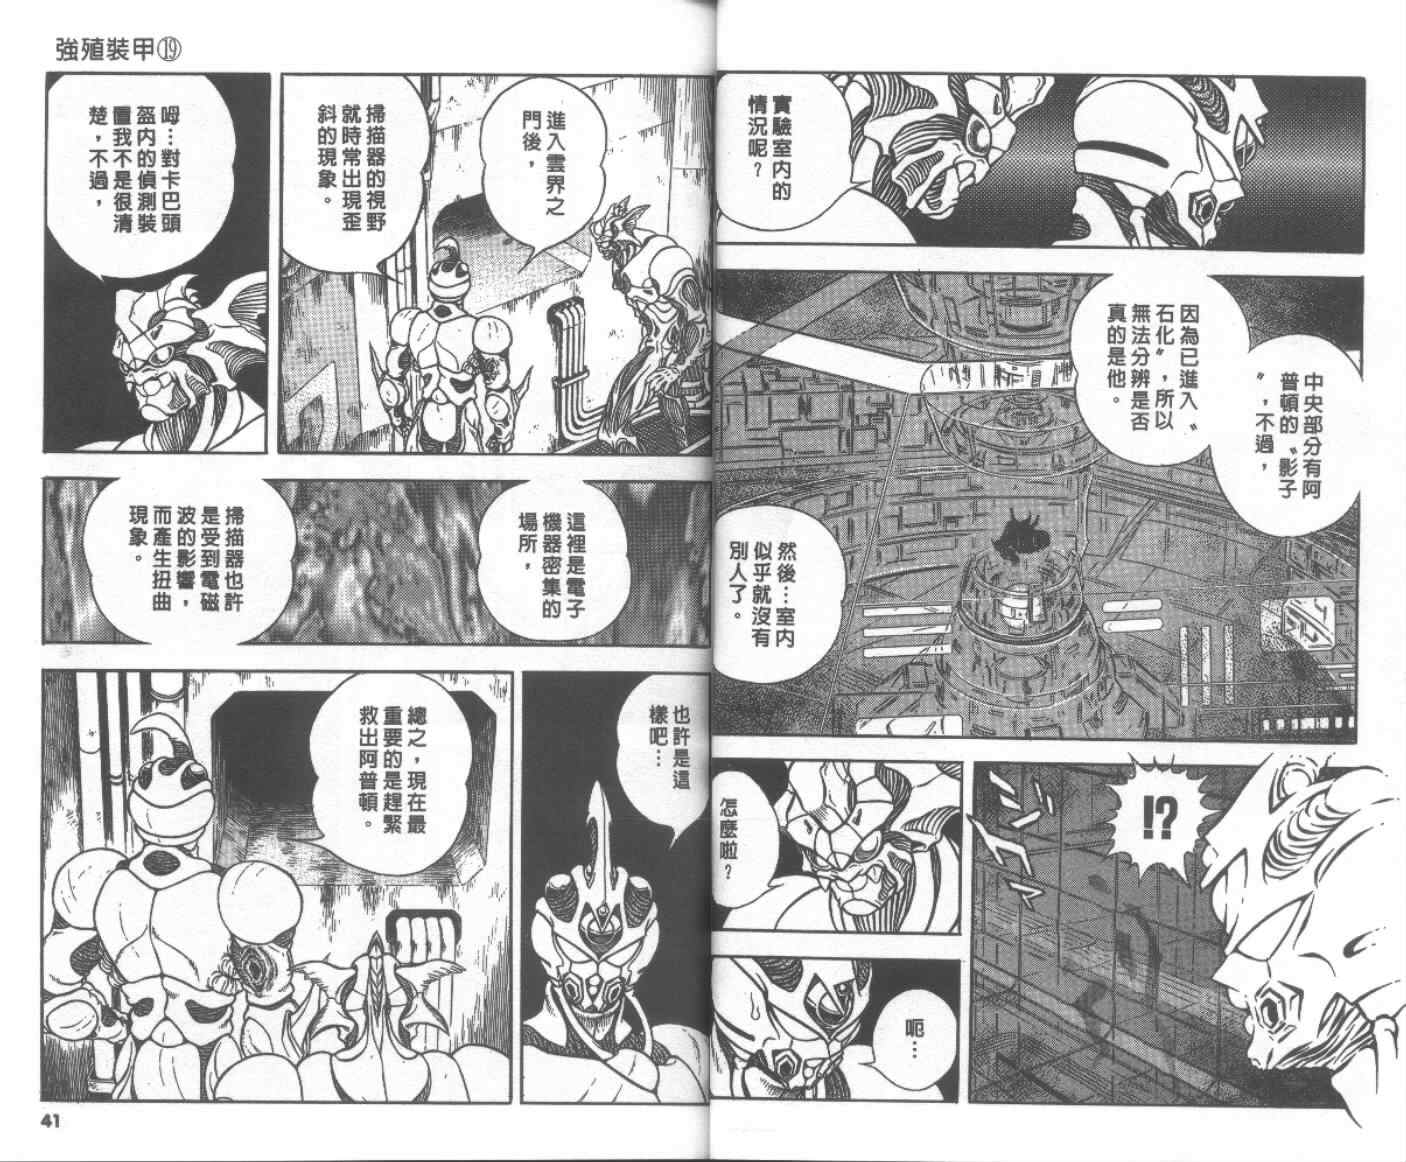 強殖裝甲⑲
實驗室內的
情況呢？
中央部分有阿
普頓的〝影子
〞，不過，
因為已進入〝
石化〞，所以
無法分辨是否
真的是他。
然後…室內
似乎就沒有
別人了。
!?
怎麼啦？
呃…
進入雲界之
門後，
掃描器的視野
就時常出現歪
斜的現象。
呣…對卡巴頭
盔內的偵測裝
置我不是很清
楚，不過，
這裡是電子
機器密集的
場所，
掃描器也許
是受到電磁
波的影響，
而產生扭曲
現象。
也許是這
樣吧…
總之，現在最
重要的是趕緊
救出阿普頓。
41